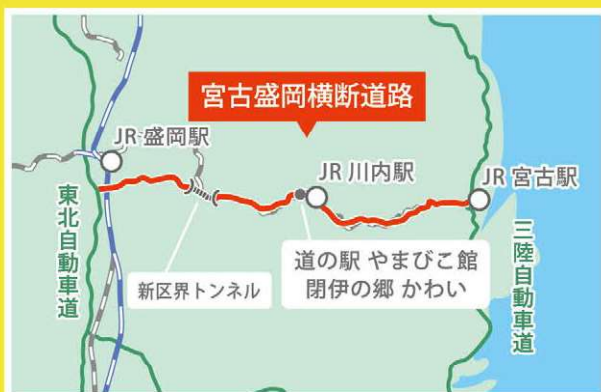 宮古盛岡横断道路
JR 盛岡駅
JR 川内駅
JR 宮古駅
東北自動車道
新区界トンネル
道の駅 やまびこ館
閉伊の郷 かわい
三陸自動車道